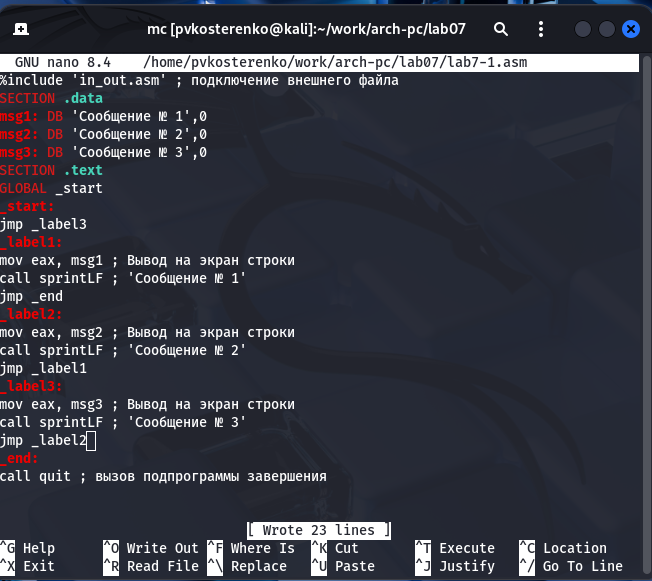 mc [pvkosterenko@kali]:~/work/arch-pc/lab07
GNU nano 8.4 /home/pvkosterenko/work/arch-pc/lab07/lab7-1.asm
%include 'in_out.asm' ; подключение внешнего файла
SECTION .data
msg1: DB 'Сообщение № 1',0
msg2: DB 'Сообщение № 2',0
msg3: DB 'Сообщение № 3',0
SECTION .text
GLOBAL _start
_start:
jmp _label3
_label1:
mov eax, msg1 ; Вывод на экран строки
call sprintLF ; 'Сообщение № 1'
jmp _end
_label2:
mov eax, msg2 ; Вывод на экран строки
call sprintLF ; 'Сообщение № 2'
jmp _label1
_label3:
mov eax, msg3 ; Вывод на экран строки
call sprintLF ; 'Сообщение № 3'
jmp _label2
_end:
call quit ; вызов подпрограммы завершения
[ Wrote 23 lines ]
^G Help ^O Write Out ^F Where Is ^K Cut ^T Execute ^C Location
^X Exit ^R Read File ^\ Replace ^U Paste ^J Justify ^/ Go To Line